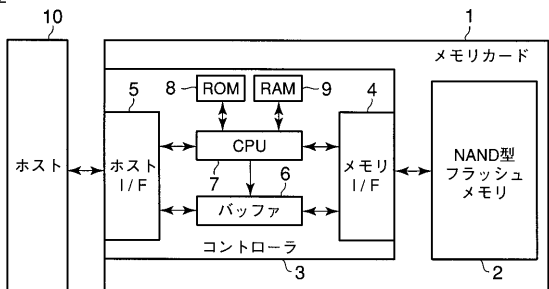 10
1
メモリカード
8
ROM
RAM
9
5
4
ホスト
ホスト
I/F
CPU
7
6
バッファ
メモリ
I/F
NAND型
フラッシュ
メモリ
コントローラ
3
2